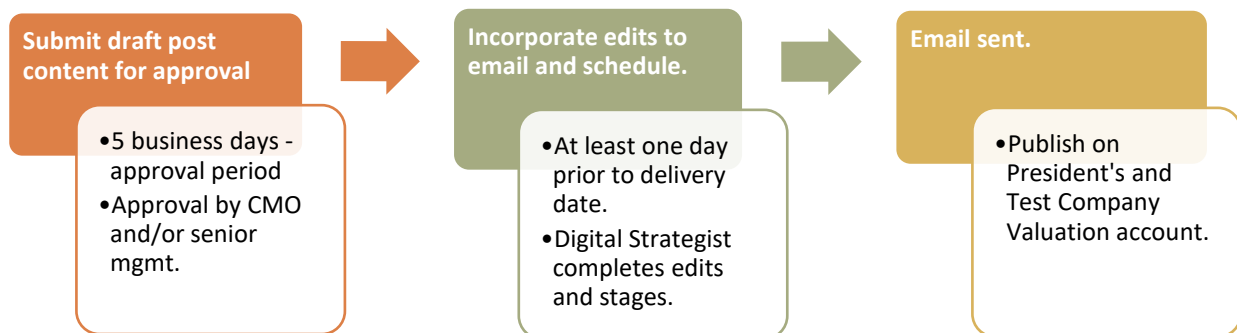 Submit draft post
content for approval
•5 business days -
approval period
•Approval by CMO
and/or senior
mgmt.
Incorporate edits to
email and schedule.
•At least one day
prior to delivery
date.
•Digital Strategist
completes edits
and stages.
Email sent.
•Publish on
President's and
Test Company
Valuation account.